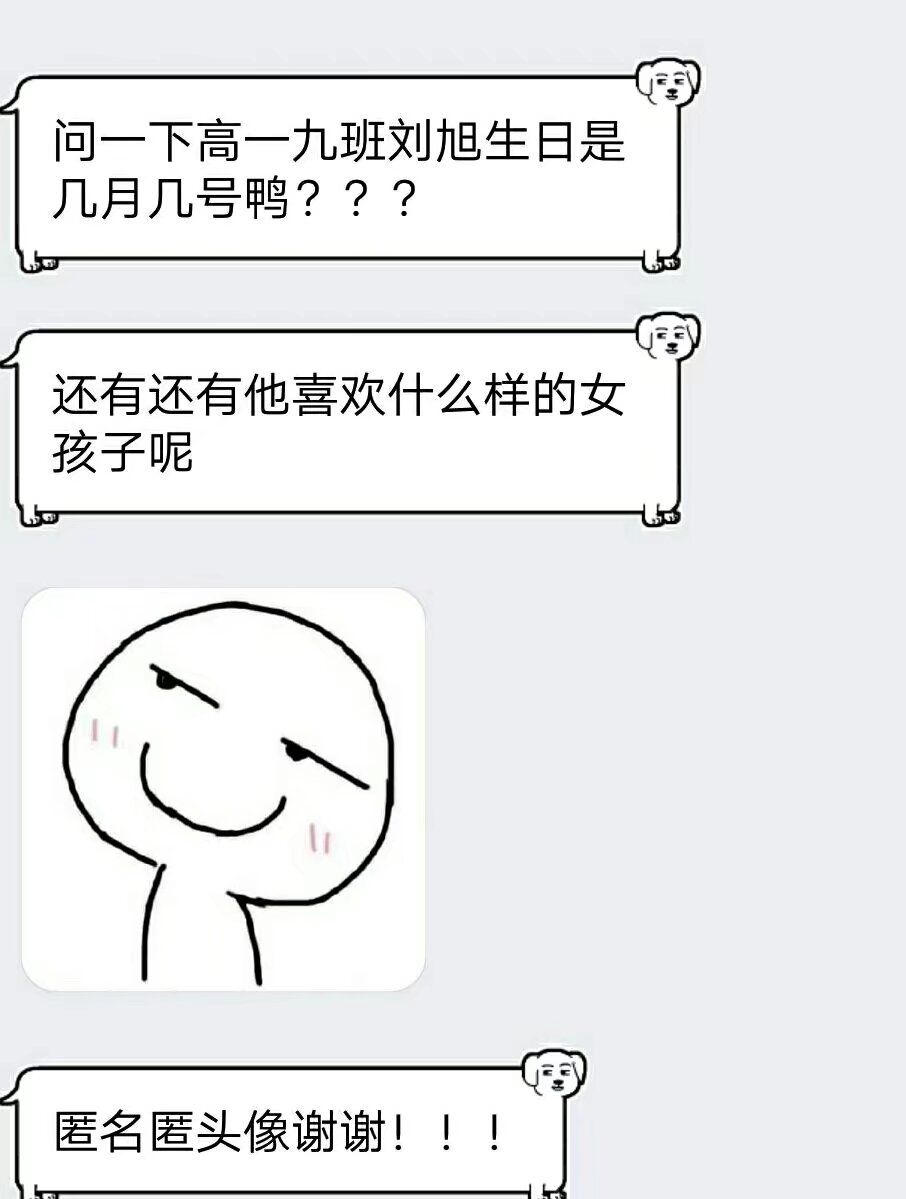 问一下高一九班刘旭生日是
几月几号鸭？？？
还有还有他喜欢什么样的女
孩子呢
匿名匿头像谢谢！！！